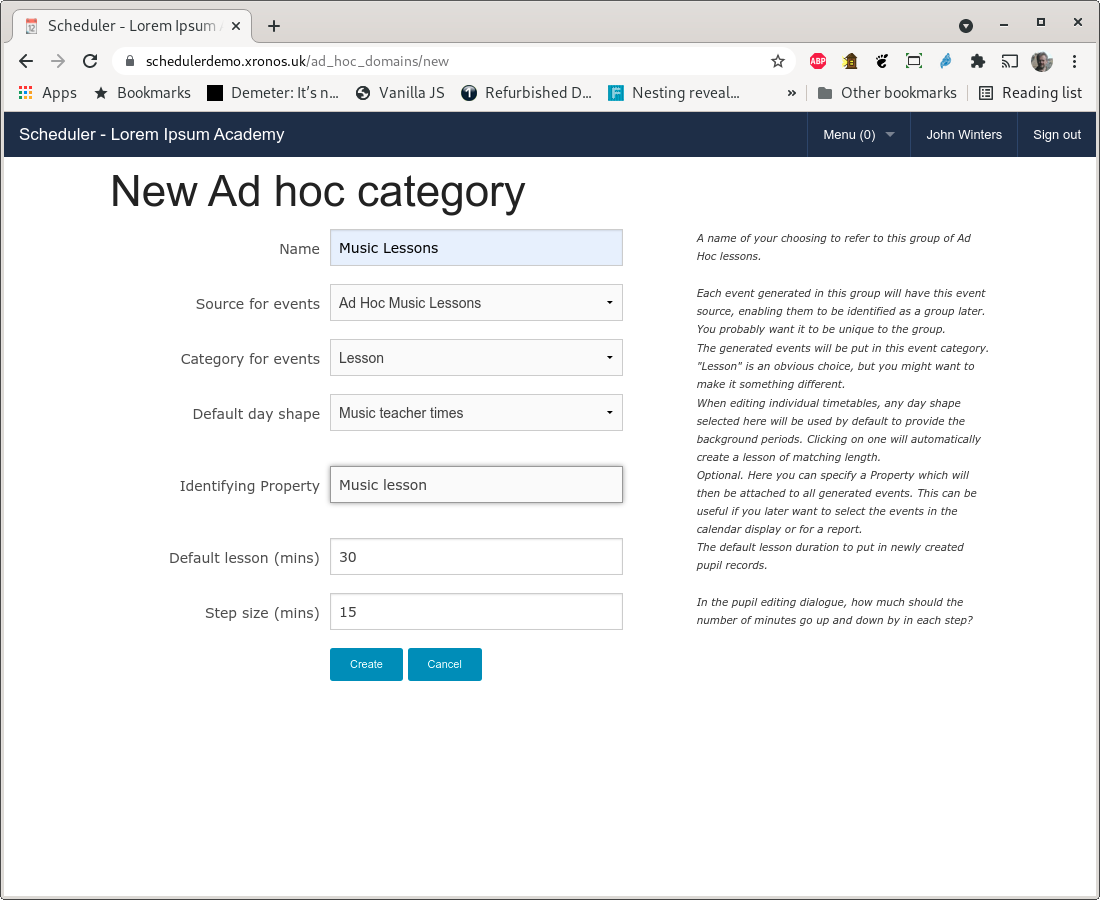 Scheduler - Lorem Ipsum
schedulerdemo.xronos.uk/ad_hoc_domains/new
ABP
Apps
Bookmarks
Demeter: It's n...
Vanilla JS
Refurbished D...
Nesting reveal...
»
Other bookmarks
Reading list
Scheduler - Lorem Ipsum Academy
Menu (0)
John Winters
Sign out
New Ad hoc category
Name
Music Lessons
A name of your choosing to refer to this group of Ad
Hoc lessons.
Source for events
Ad Hoc Music Lessons
Each event generated in this group will have this event
source, enabling them to be identified as a group later.
You probably want it to be unique to the group.
Category for events
Lesson
The generated events will be put in this event category.
"Lesson" is an obvious choice, but you might want to
make it something different.
Default day shape
Music teacher times
When editing individual timetables, any day shape
selected here will be used by default to provide the
background periods. Clicking on one will automatically
create a lesson of matching length.
Identifying Property
Music lesson
Optional. Here you can specify a Property which will
then be attached to all generated events. This can be
useful if you later want to select the events in the
calendar display or for a report.
Default lesson (mins)
30
The default lesson duration to put in newly created
pupil records.
Step size (mins)
15
In the pupil editing dialogue, how much should the
number of minutes go up and down by in each step?
Create
Cancel